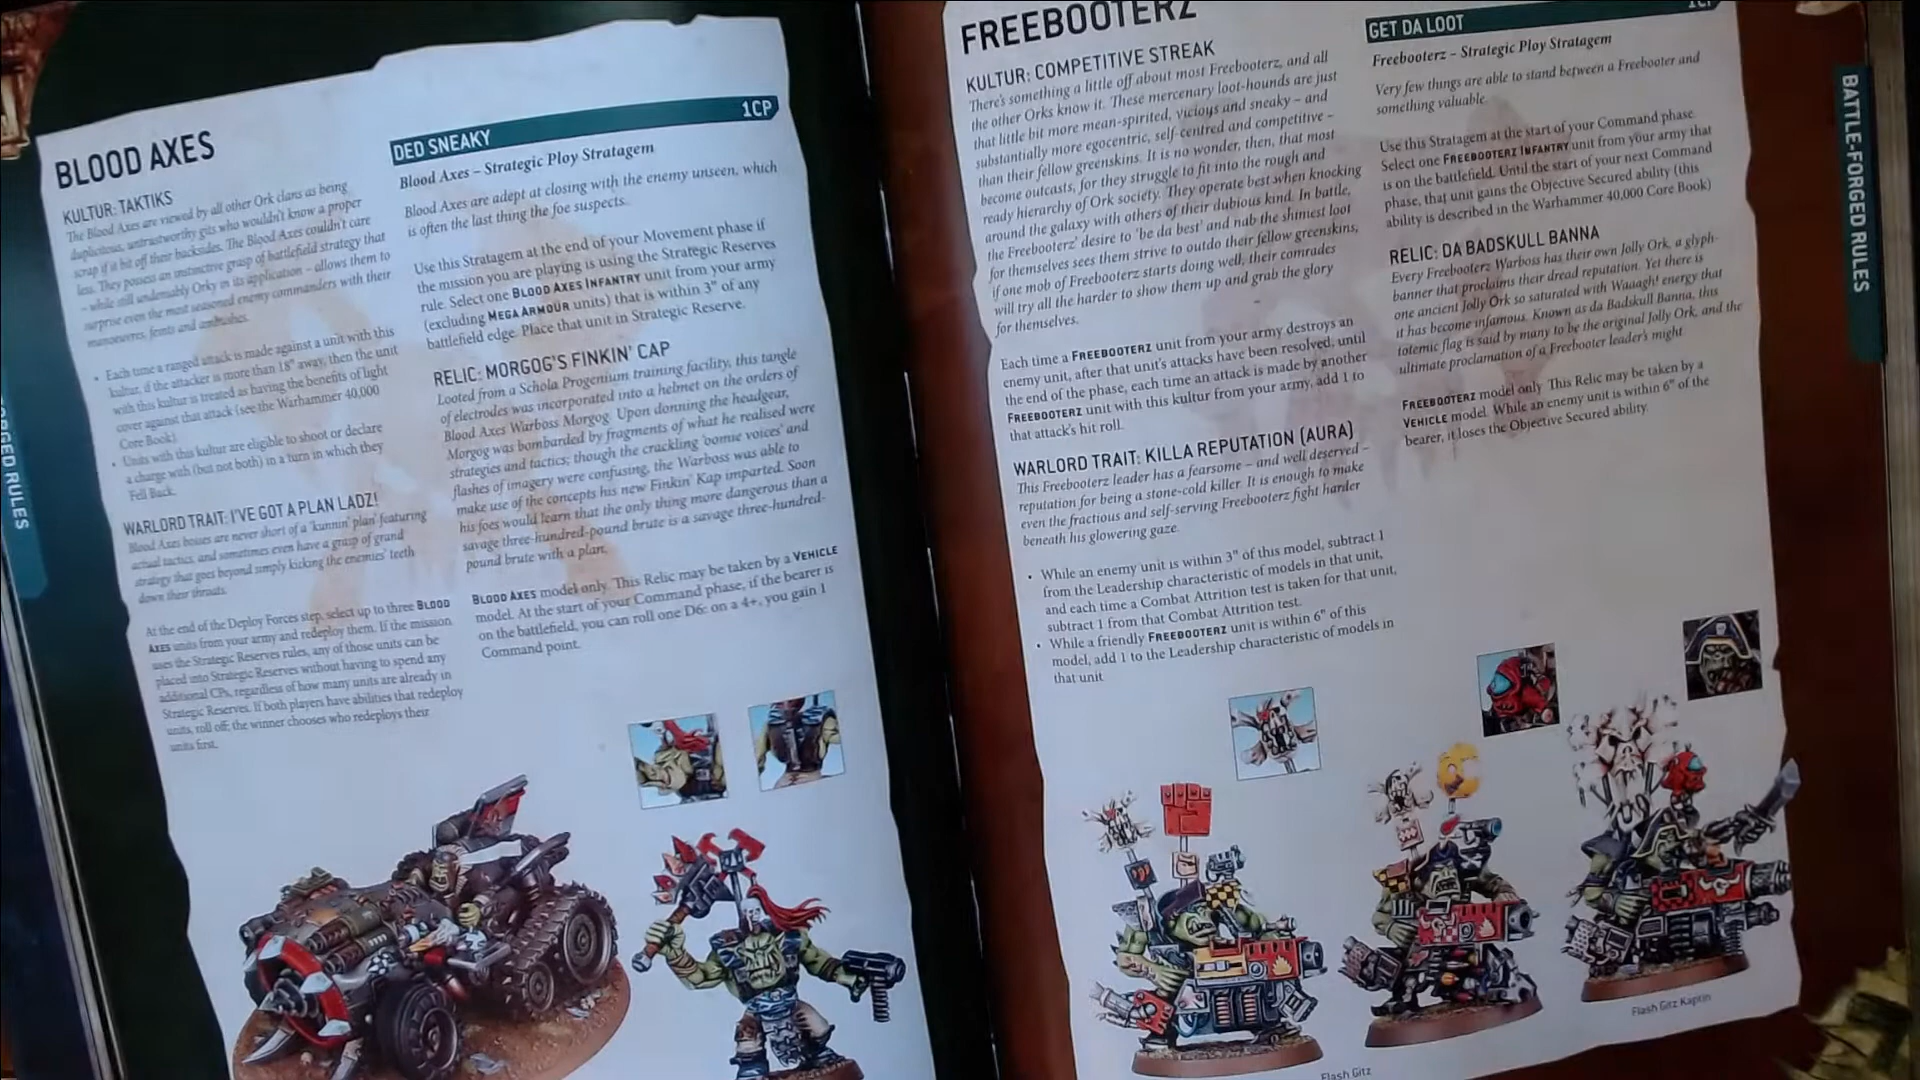 BLOOD AXES
KULTUR: TAKTIKS
The Blood Axes are viewed by all other Ork clans as being
duplicitous, untrustworthy gits who wouldn't know a proper
scrap if it bit off their backsides. The Blood Axes couldn't care
less. They possess an instinctive grasp of battlefield strategy that
– while still undeniably Orky in its application – allows them to
surprise even the most seasoned enemy commanders with their
manoeuvres, feints and ambushes.
• Each time a ranged attack is made against a unit with this
kultur, if the attacker is more than 18" away, then the unit
with this kultur is treated as having the benefits of light
cover against that attack (see the Warhammer 40,000
Core Book).
• Units with this kultur are eligible to shoot or declare
a charge with (but not both) in a turn in which they
Fell Back.
WARLORD TRAIT: I'VE GOT A PLAN LADZ!
Blood Axes bosses are never short of a 'kunnin' plan' featuring
actual tactics, and sometimes even have a grasp of grand
strategy that goes beyond simply kicking the enemies' teeth
down their throats.
At the end of the Deploy Forces step, select up to three BLOOD
AXES units from your army and redeploy them. If the mission
uses the Strategic Reserves rules, any of those units can be
placed into Strategic Reserves without having to spend any
additional CPs, regardless of how many units are already in
Strategic Reserves. If both players have abilities that redeploy
units, roll off; the winner chooses who redeploys their
units first.
DED SNEAKY 1CP
Blood Axes – Strategic Ploy Stratagem
Blood Axes are adept at closing with the enemy unseen, which
is often the last thing the foe suspects.
Use this Stratagem at the end of your Movement phase if
the mission you are playing is using the Strategic Reserves
rule. Select one BLOOD AXES INFANTRY unit from your army
(excluding MEGA ARMOUR units) that is within 3" of any
battlefield edge. Place that unit in Strategic Reserve.
RELIC: MORGOG'S FINKIN' CAP
Looted from a Schola Progenium training facility, this tangle
of electrodes was incorporated into a helmet on the orders of
Blood Axes Warboss Morgog. Upon donning the headgear,
Morgog was bombarded by fragments of what he realised were
strategies and tactics; though the crackling 'oomie voices' and
flashes of imagery were confusing, the Warboss was able to
make use of the concepts his new Finkin' Kap imparted. Soon
his foes would learn that the only thing more dangerous than a
savage three-hundred-pound brute is a savage three-hundred-
pound brute with a plan.
BLOOD AXES model only. This Relic may be taken by a VEHICLE
model. At the start of your Command phase, if the bearer is
on the battlefield, you can roll one D6: on a 4+, you gain 1
Command point.
FREEBOOTERZ
KULTUR: COMPETITIVE STREAK
There's something a little off about most Freebooterz, and all
the other Orks know it. These mercenary loot-hounds are just
that little bit more mean-spirited, vicious and sneaky – and
substantially more egocentric, self-centred and competitive –
than their fellow greenskins. It is no wonder, then, that most
become outcasts, for they struggle to fit into the rough and
ready hierarchy of Ork society. They operate best when knocking
around the galaxy with others of their dubious kind. In battle,
the Freebooterz' desire to 'be da best' and nab the shiniest loot
for themselves sees them strive to outdo their fellow greenskins,
if one mob of Freebooterz starts doing well, their comrades
will try all the harder to show them up and grab the glory
for themselves.
Each time a FREEBOOTERZ unit from your army destroys an
enemy unit, after that unit's attacks have been resolved, until
the end of the phase, each time an attack is made by another
FREEBOOTERZ unit with this kultur from your army, add 1 to
that attack's hit roll.
WARLORD TRAIT: KILLA REPUTATION (AURA)
This Freebooterz leader has a fearsome – and well deserved –
reputation for being a stone-cold killer. It is enough to make
even the fractious and self-serving Freebooterz fight harder
beneath his glowering gaze.
• While an enemy unit is within 3" of this model, subtract 1
from the Leadership characteristic of models in that unit,
and each time a Combat Attrition test is taken for that unit,
subtract 1 from that Combat Attrition test.
• While a friendly FREEBOOTERZ unit is within 6" of this
model, add 1 to the Leadership characteristic of models in
that unit.
GET DA LOOT 1CP
Freebooterz – Strategic Ploy Stratagem
Very few things are able to stand between a Freebooter and
something valuable.
Use this Stratagem at the start of your Command phase.
Select one FREEBOOTERZ INFANTRY unit from your army that
is on the battlefield. Until the start of your next Command
phase, that unit gains the Objective Secured ability (this
ability is described in the Warhammer 40,000 Core Book)
RELIC: DA BADSKULL BANNA
Every Freebooterz Warboss has their own Jolly Ork, a glyph-
banner that proclaims their dread reputation. Yet there is
one ancient Jolly Ork so saturated with Waaagh! energy that
it has become infamous. Known as da Badskull Banna, this
totemic flag is said by many to be the original Jolly Ork, and the
ultimate proclamation of a Freebooter leader's might
FREEBOOTERZ model only This Relic may be taken by a
VEHICLE model. While an enemy unit is within 6" of the
bearer, it loses the Objective Secured ability.
Flash Gitz
Flash Gitz Kaptin
BATTLE-FORGED RULES
RULES